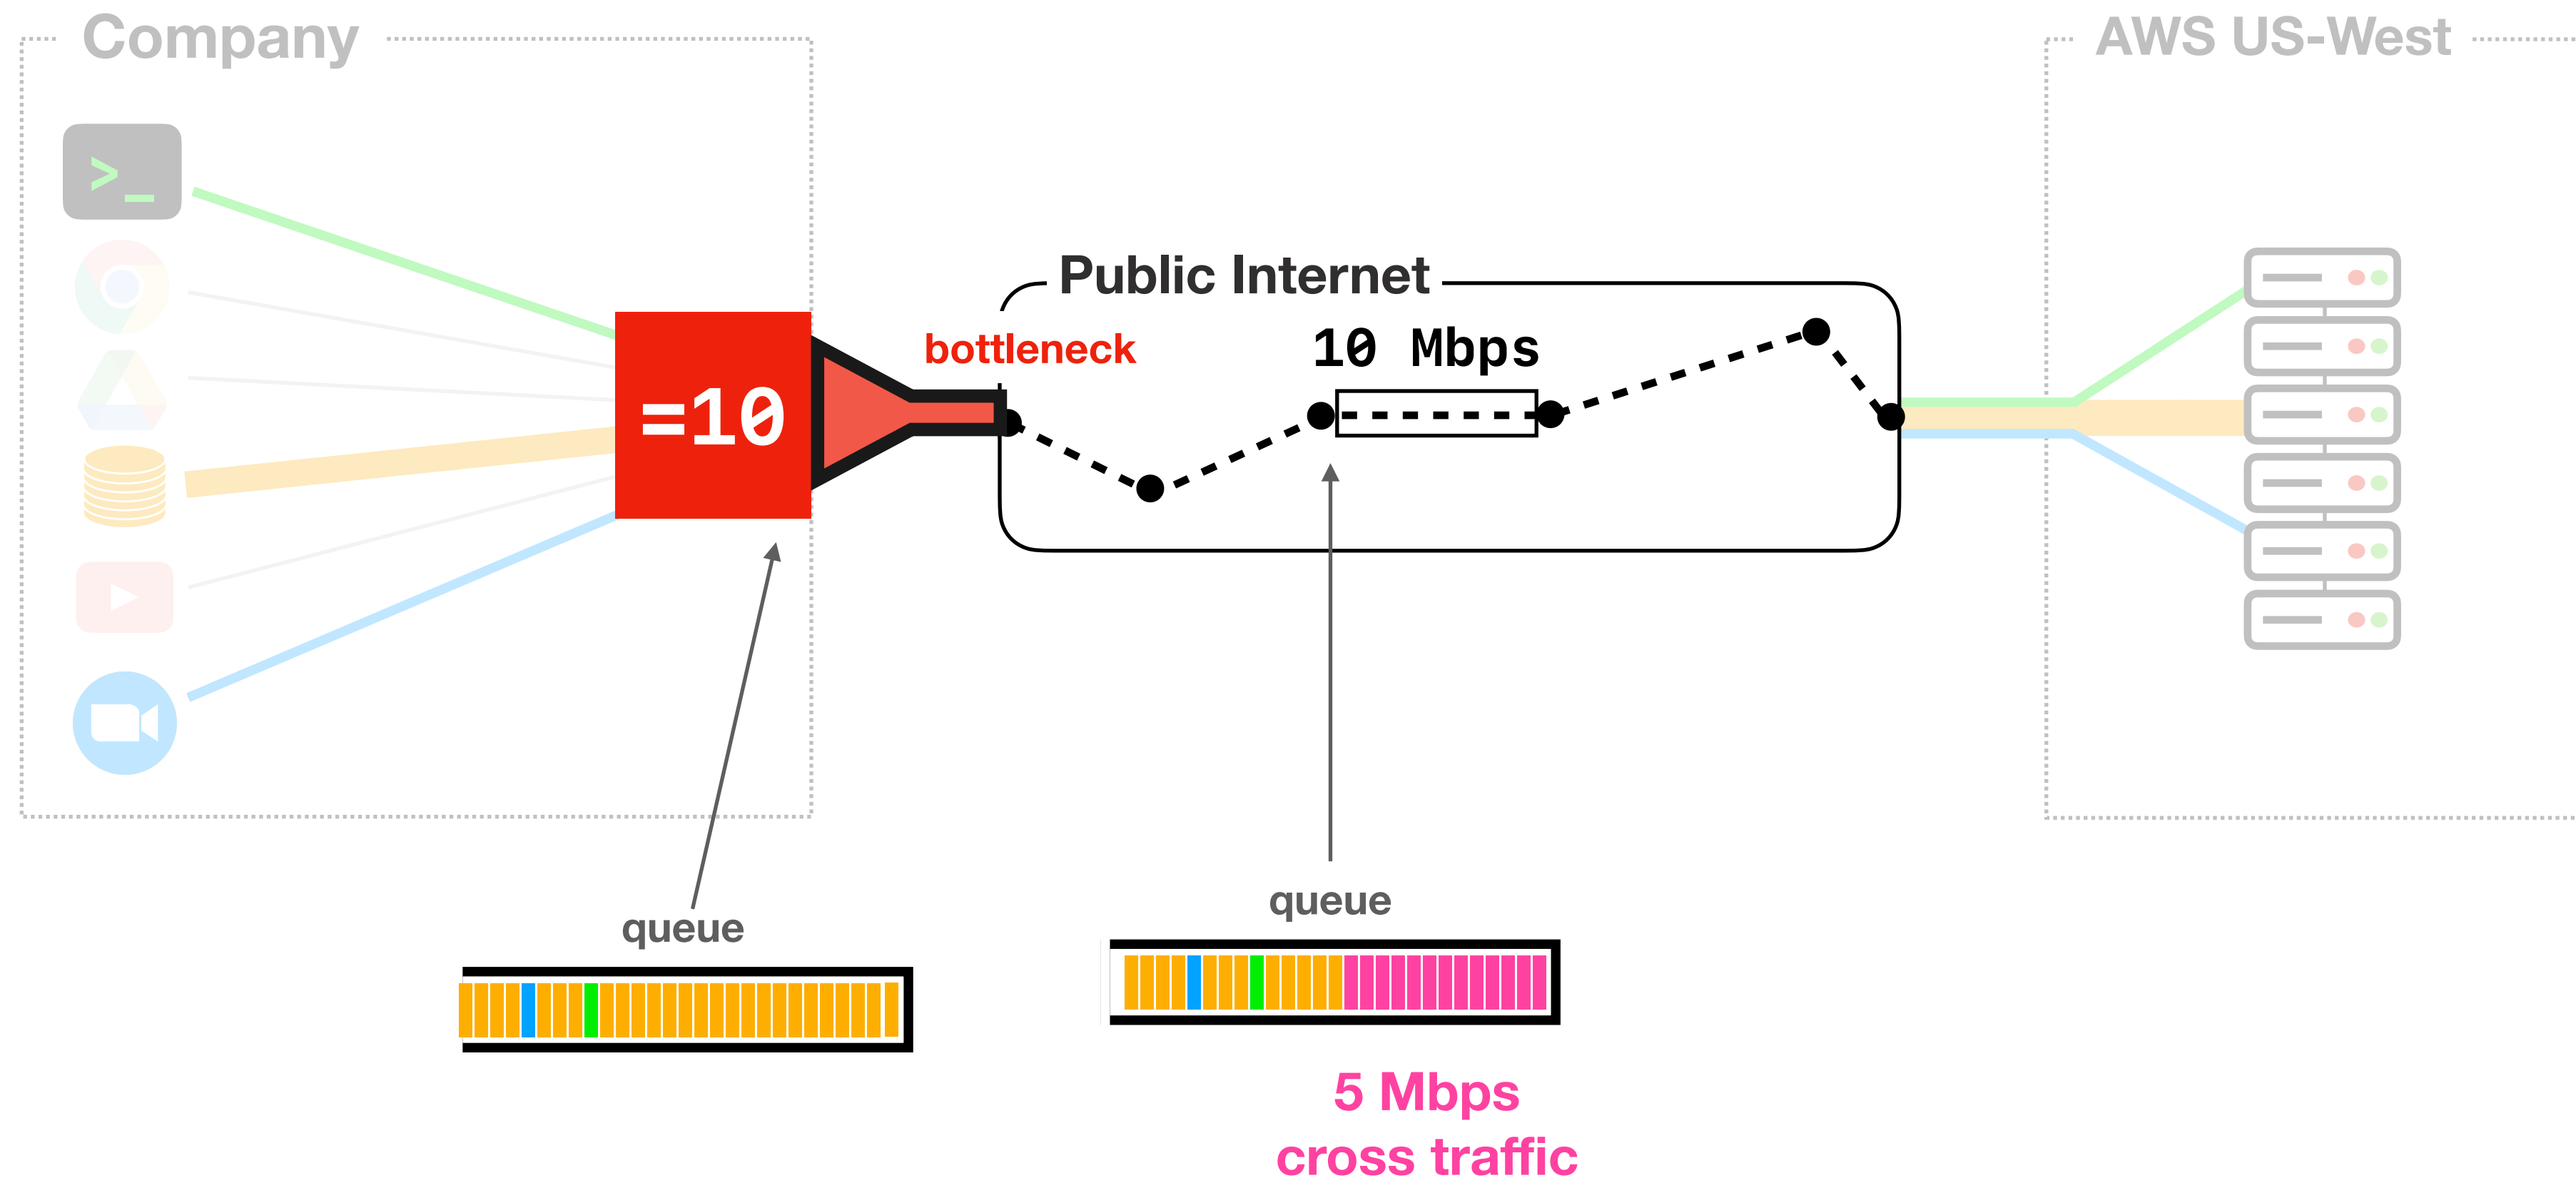 Company
AWS US-West
>_
Public Internet
bottleneck
10 Mbps
=10
queue
queue
5 Mbps
cross traffic